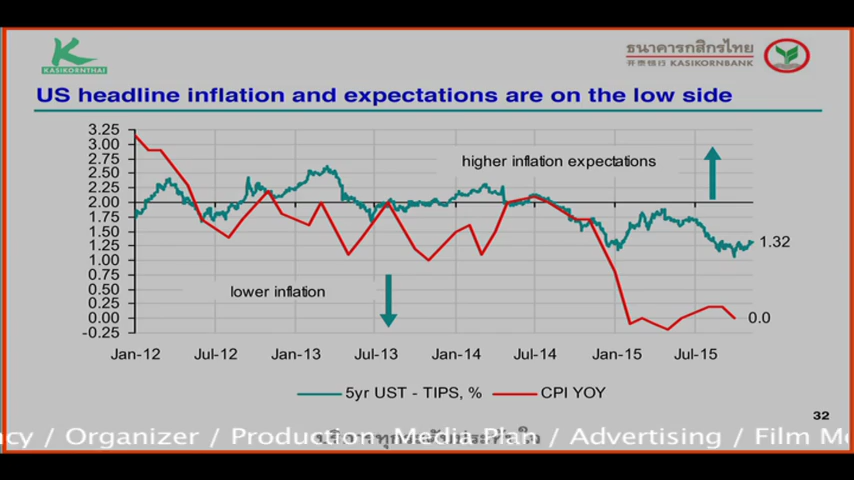 ธนาคารกสิกรไทย
开泰银行 KASIKORNBANK
KASIKORNTHAI
US headline inflation and expectations are on the low side
3.25
3.00
2.75
2.50
2.25
2.00
1.75
1.50
1.25
1.00
0.75
0.50
0.25
0.00
-0.25
higher inflation expectations
lower inflation
1.32
0.0
Jan-12 Jul-12 Jan-13 Jul-13 Jan-14 Jul-14 Jan-15 Jul-15
5yr UST - TIPS, % CPI YOY
32
cy / Organizer / Production Media Plan / Advertising / Film M